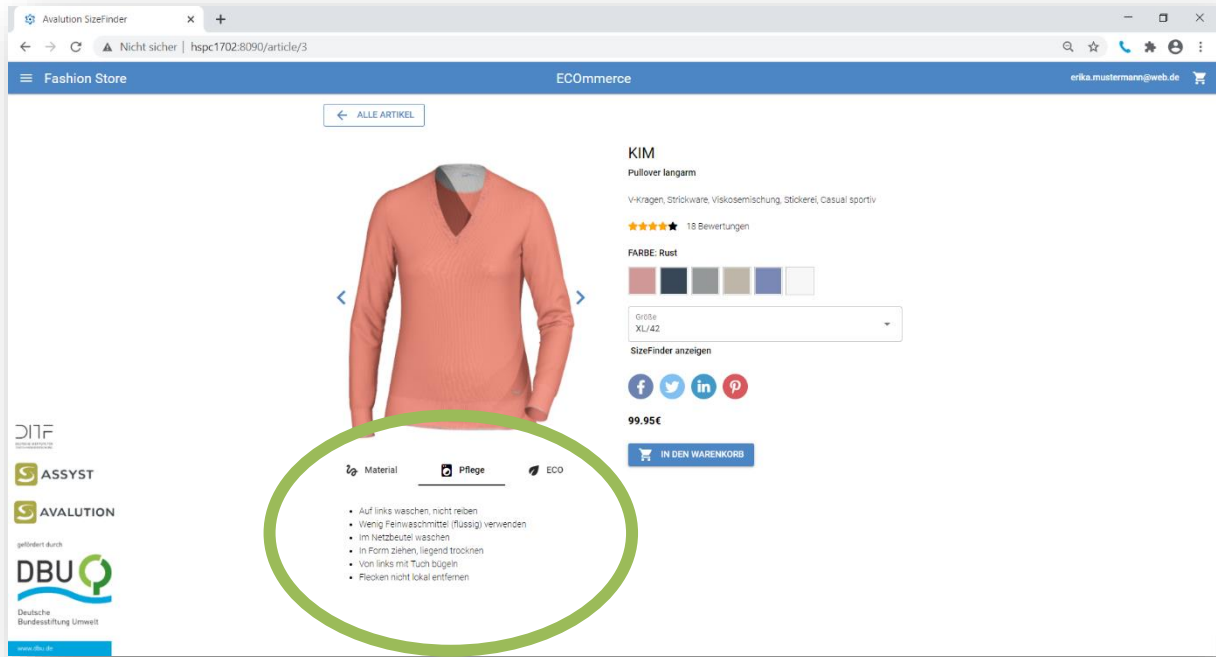 Avalution SizeFinder
Nicht sicher | hspc1702:8090/article/3
Fashion Store
ECOmmerce
erika.mustermann@web.de
ALLE ARTIKEL
KIM
Pullover langarm
V-Kragen, Strickware, Viskosemischung, Stickerei, Casual sportiv
18 Bewertungen
FARBE: Rust
Größe
XL/42
SizeFinder anzeigen
99.95€
IN DEN WARENKORB
Material
Pflege
ECO
Auf links waschen, nicht reiben
Wenig Feinwaschmittel (flüssig) verwenden
Im Netzbeutel waschen
In Form ziehen, liegend trocknen
Von links mit Tuch bügeln
Flecken nicht lokal entfernen
DITF
ASSYST
AVALUTION
gefördert durch
DBU
Deutsche
Bundesstiftung Umwelt
www.dbu.de